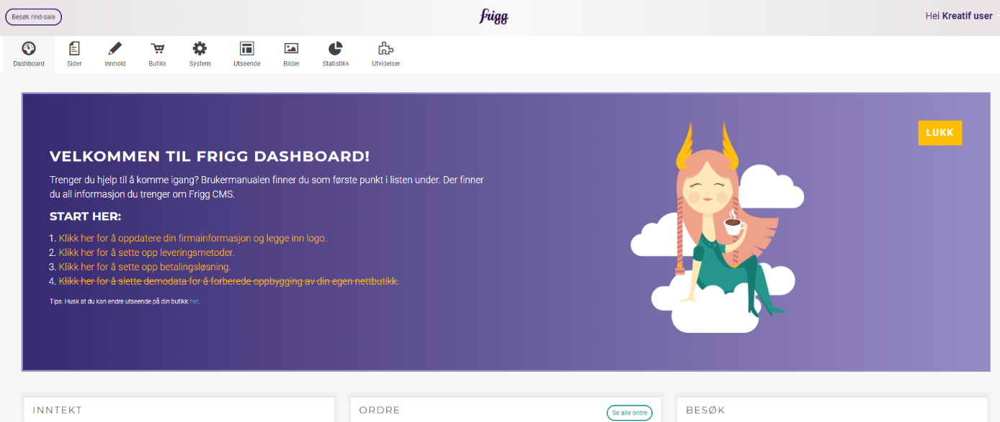 Besøk rind-sale
frigg
Hei Kreatif user
Dashboard
Sider
Innhold
Butikk
System
Utseende
Bilder
Statistikk
Utvidelser
LUKK
VELKOMMEN TIL FRIGG DASHBOARD!
Trenger du hjelp til å komme igang? Brukermanualen finner du som første punkt i listen under. Der finner
du all informasjon du trenger om Frigg CMS.
START HER:
1. Klikk her for å oppdatere din firmainformasjon og legge inn logo.
2. Klikk her for å sette opp leveringsmetoder.
3. Klikk her for å sette opp betalingsløsning.
4. Klikk her for å slette demodata for å forberede oppbygging av din egen nettbutikk.
Tips: Husk at du kan endre utseende på din butikk her.
INNTEKT
ORDRE
Se alle ordre
BESØK